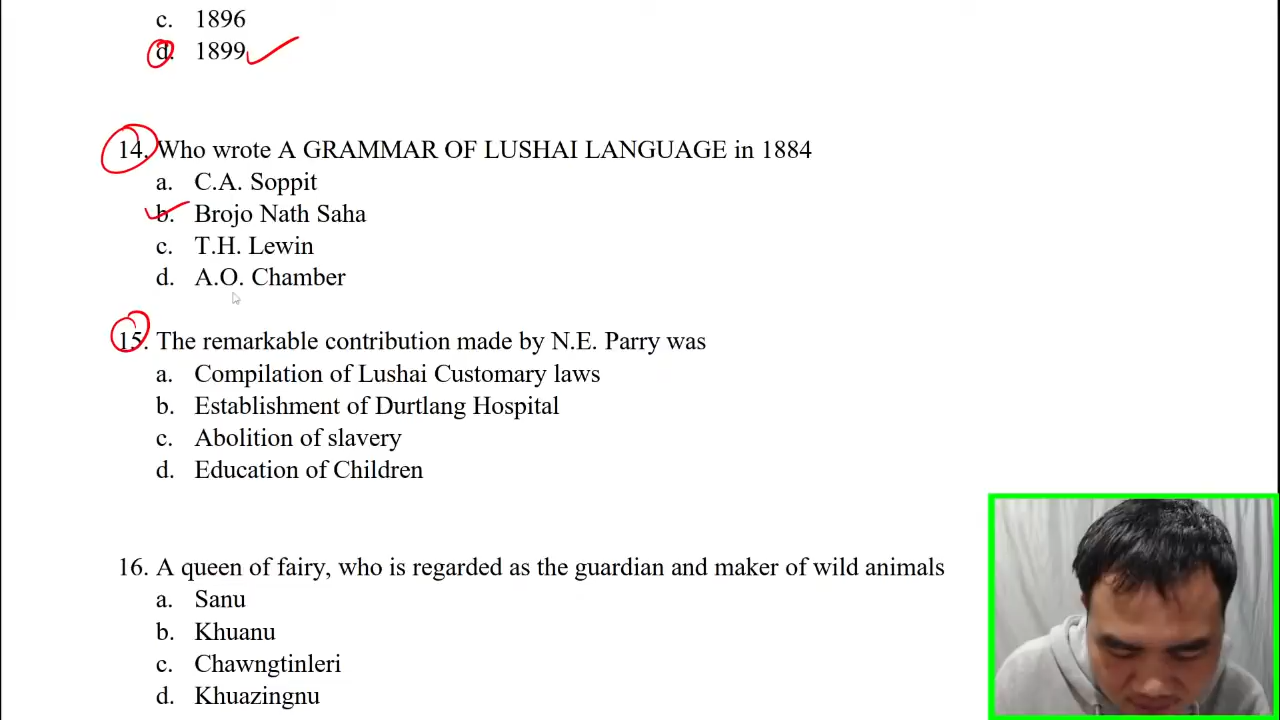 c. 1896
d. 1899
14. Who wrote A GRAMMAR OF LUSHAI LANGUAGE in 1884
a. C.A. Soppit
b. Brojo Nath Saha
c. T.H. Lewin
d. A.O. Chamber
15. The remarkable contribution made by N.E. Parry was
a. Compilation of Lushai Customary laws
b. Establishment of Durtlang Hospital
c. Abolition of slavery
d. Education of Children
16. A queen of fairy, who is regarded as the guardian and maker of wild animals
a. Sanu
b. Khuanu
c. Chawngtinleri
d. Khuazingnu